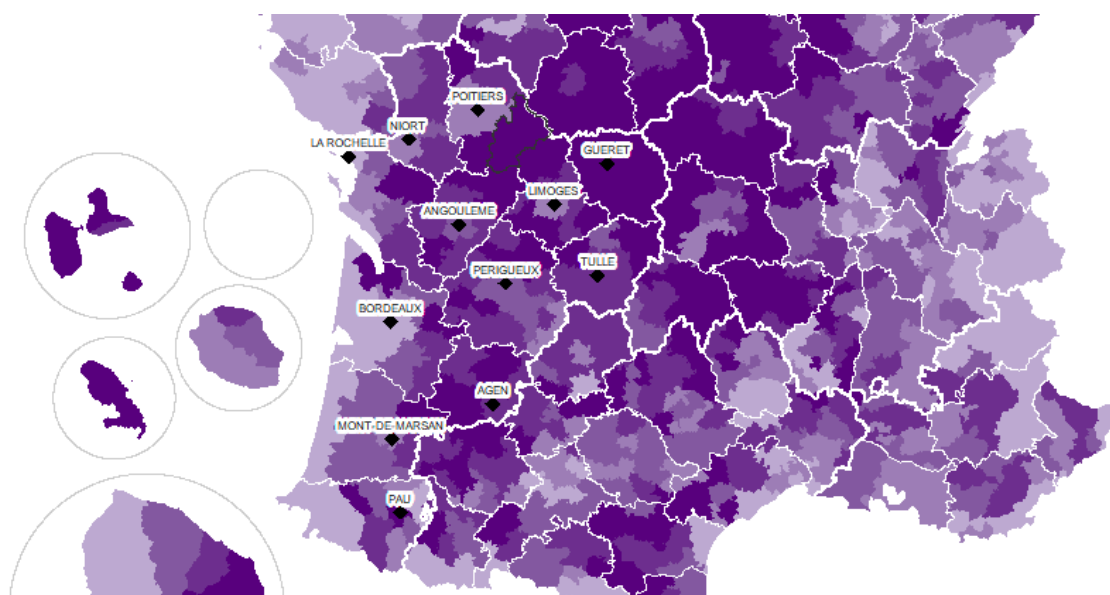 POITIERS
NIORT
LA ROCHELLE
GUERET
LIMOGES
ANGOULEME
TULLE
PERIGUEUX
BORDEAUX
AGEN
MONT-DE-MARSAN
PAU